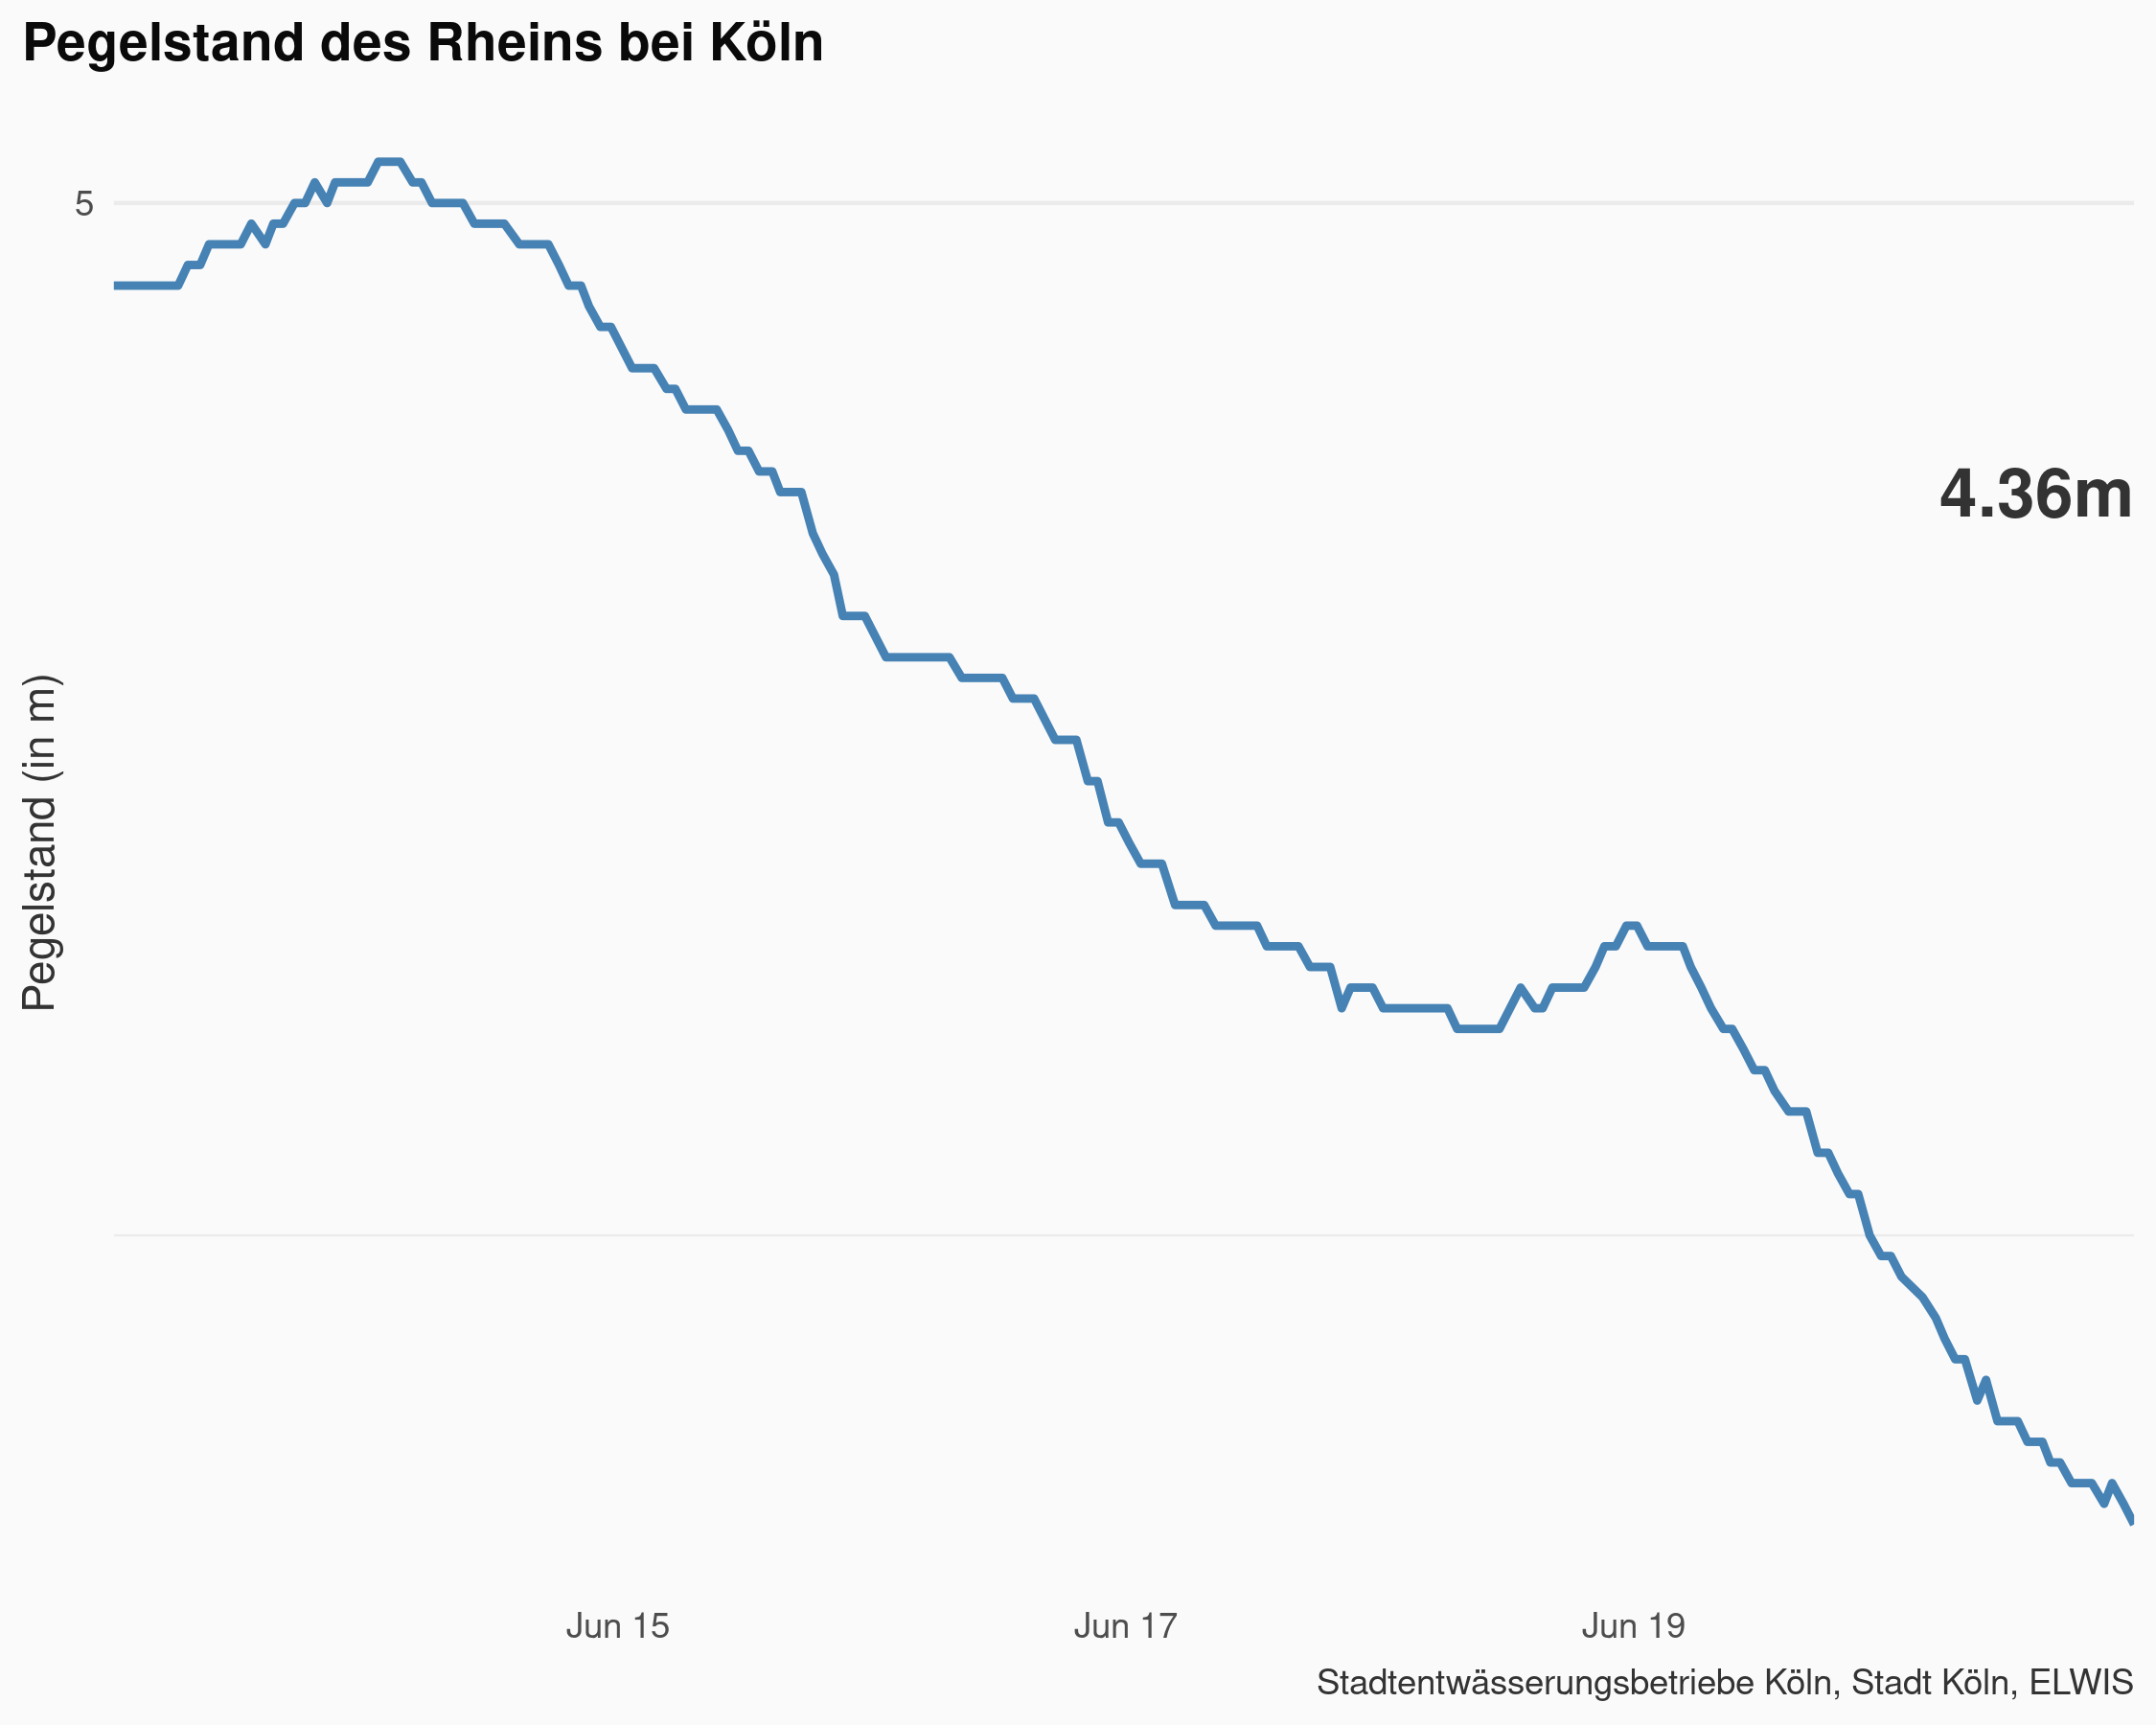 Pegelstand des Rheins bei Köln
5
4.36m
Pegelstand (in m)
Jun 15
Jun 17
Jun 19
Stadtentwässerungsbetriebe Köln, Stadt Köln, ELWIS